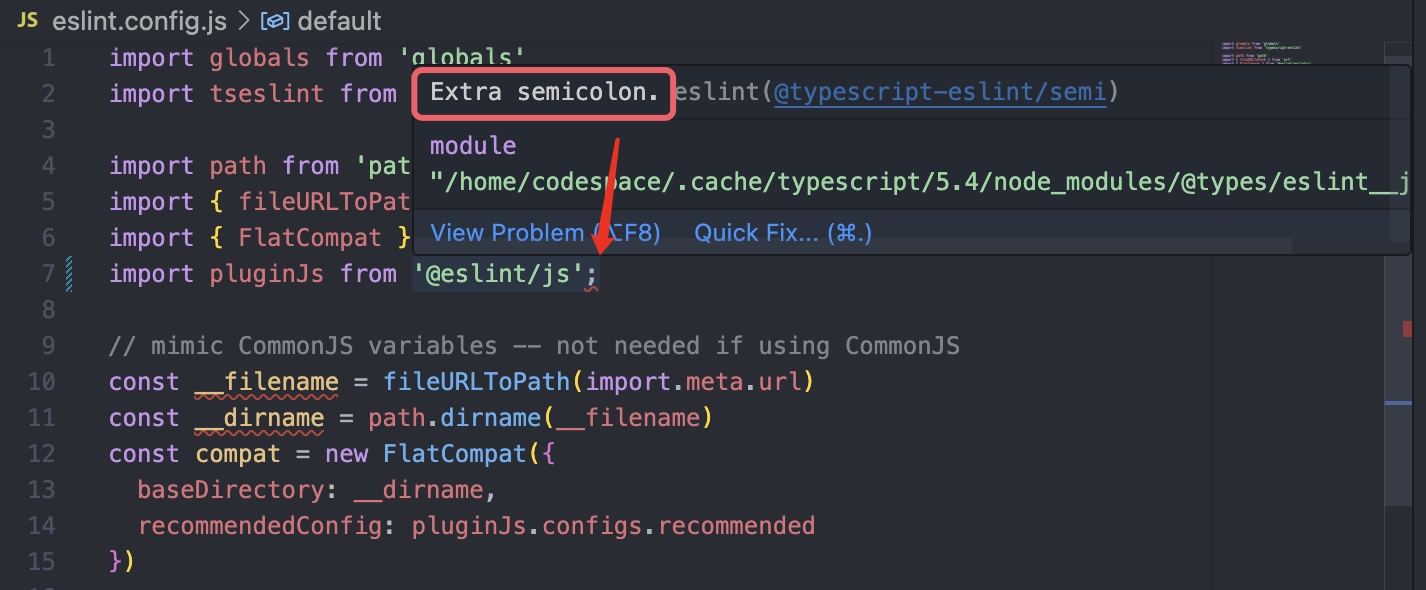 JS eslint.config.js > default
1 import globals from 'globals'
2 import tseslint from
Extra semicolon. eslint(@typescript-eslint/semi)
3
module
4 import path from 'pat
"/home/codespace/.cache/typescript/5.4/node_modules/@types/eslint__j
5 import { fileURLToPat
View Problem (⌥F8) Quick Fix... (⌘.)
6 import { FlatCompat }
7 import pluginJs from '@eslint/js';
8
9 // mimic CommonJS variables -- not needed if using CommonJS
10 const __filename = fileURLToPath(import.meta.url)
11 const __dirname = path.dirname(__filename)
12 const compat = new FlatCompat({
13 baseDirectory: __dirname,
14 recommendedConfig: pluginJs.configs.recommended
15 })